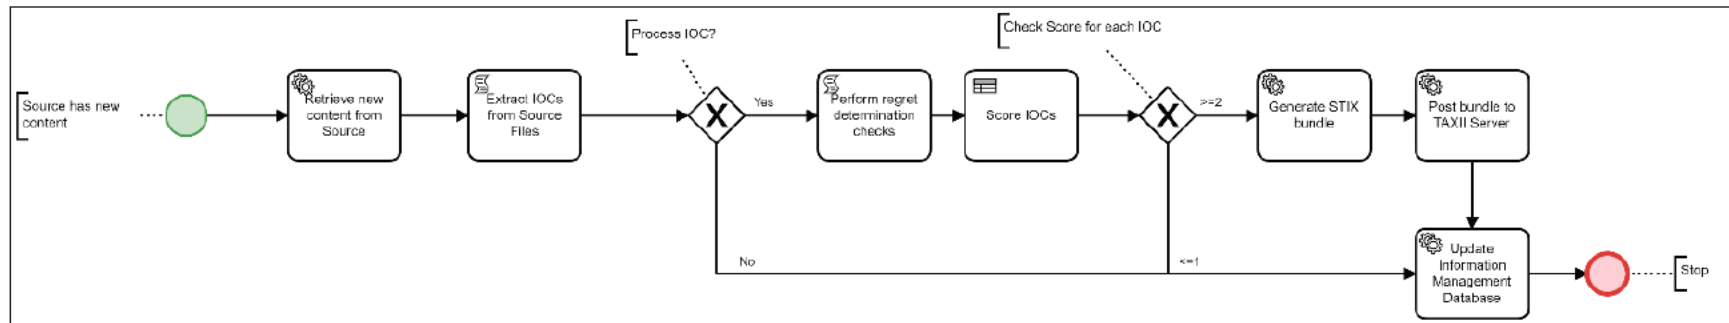 Source has new
content
Retrieve new
content from
Source
Extract IOCs
from Source
Files
Process IOC?
Yes
No
Perform regret
determination
checks
Score IOCs
Check Score for each IOC
>=2
<=1
Generate STIX
bundle
Post bundle to
TAXII Server
Update
Information
Management
Database
Stop